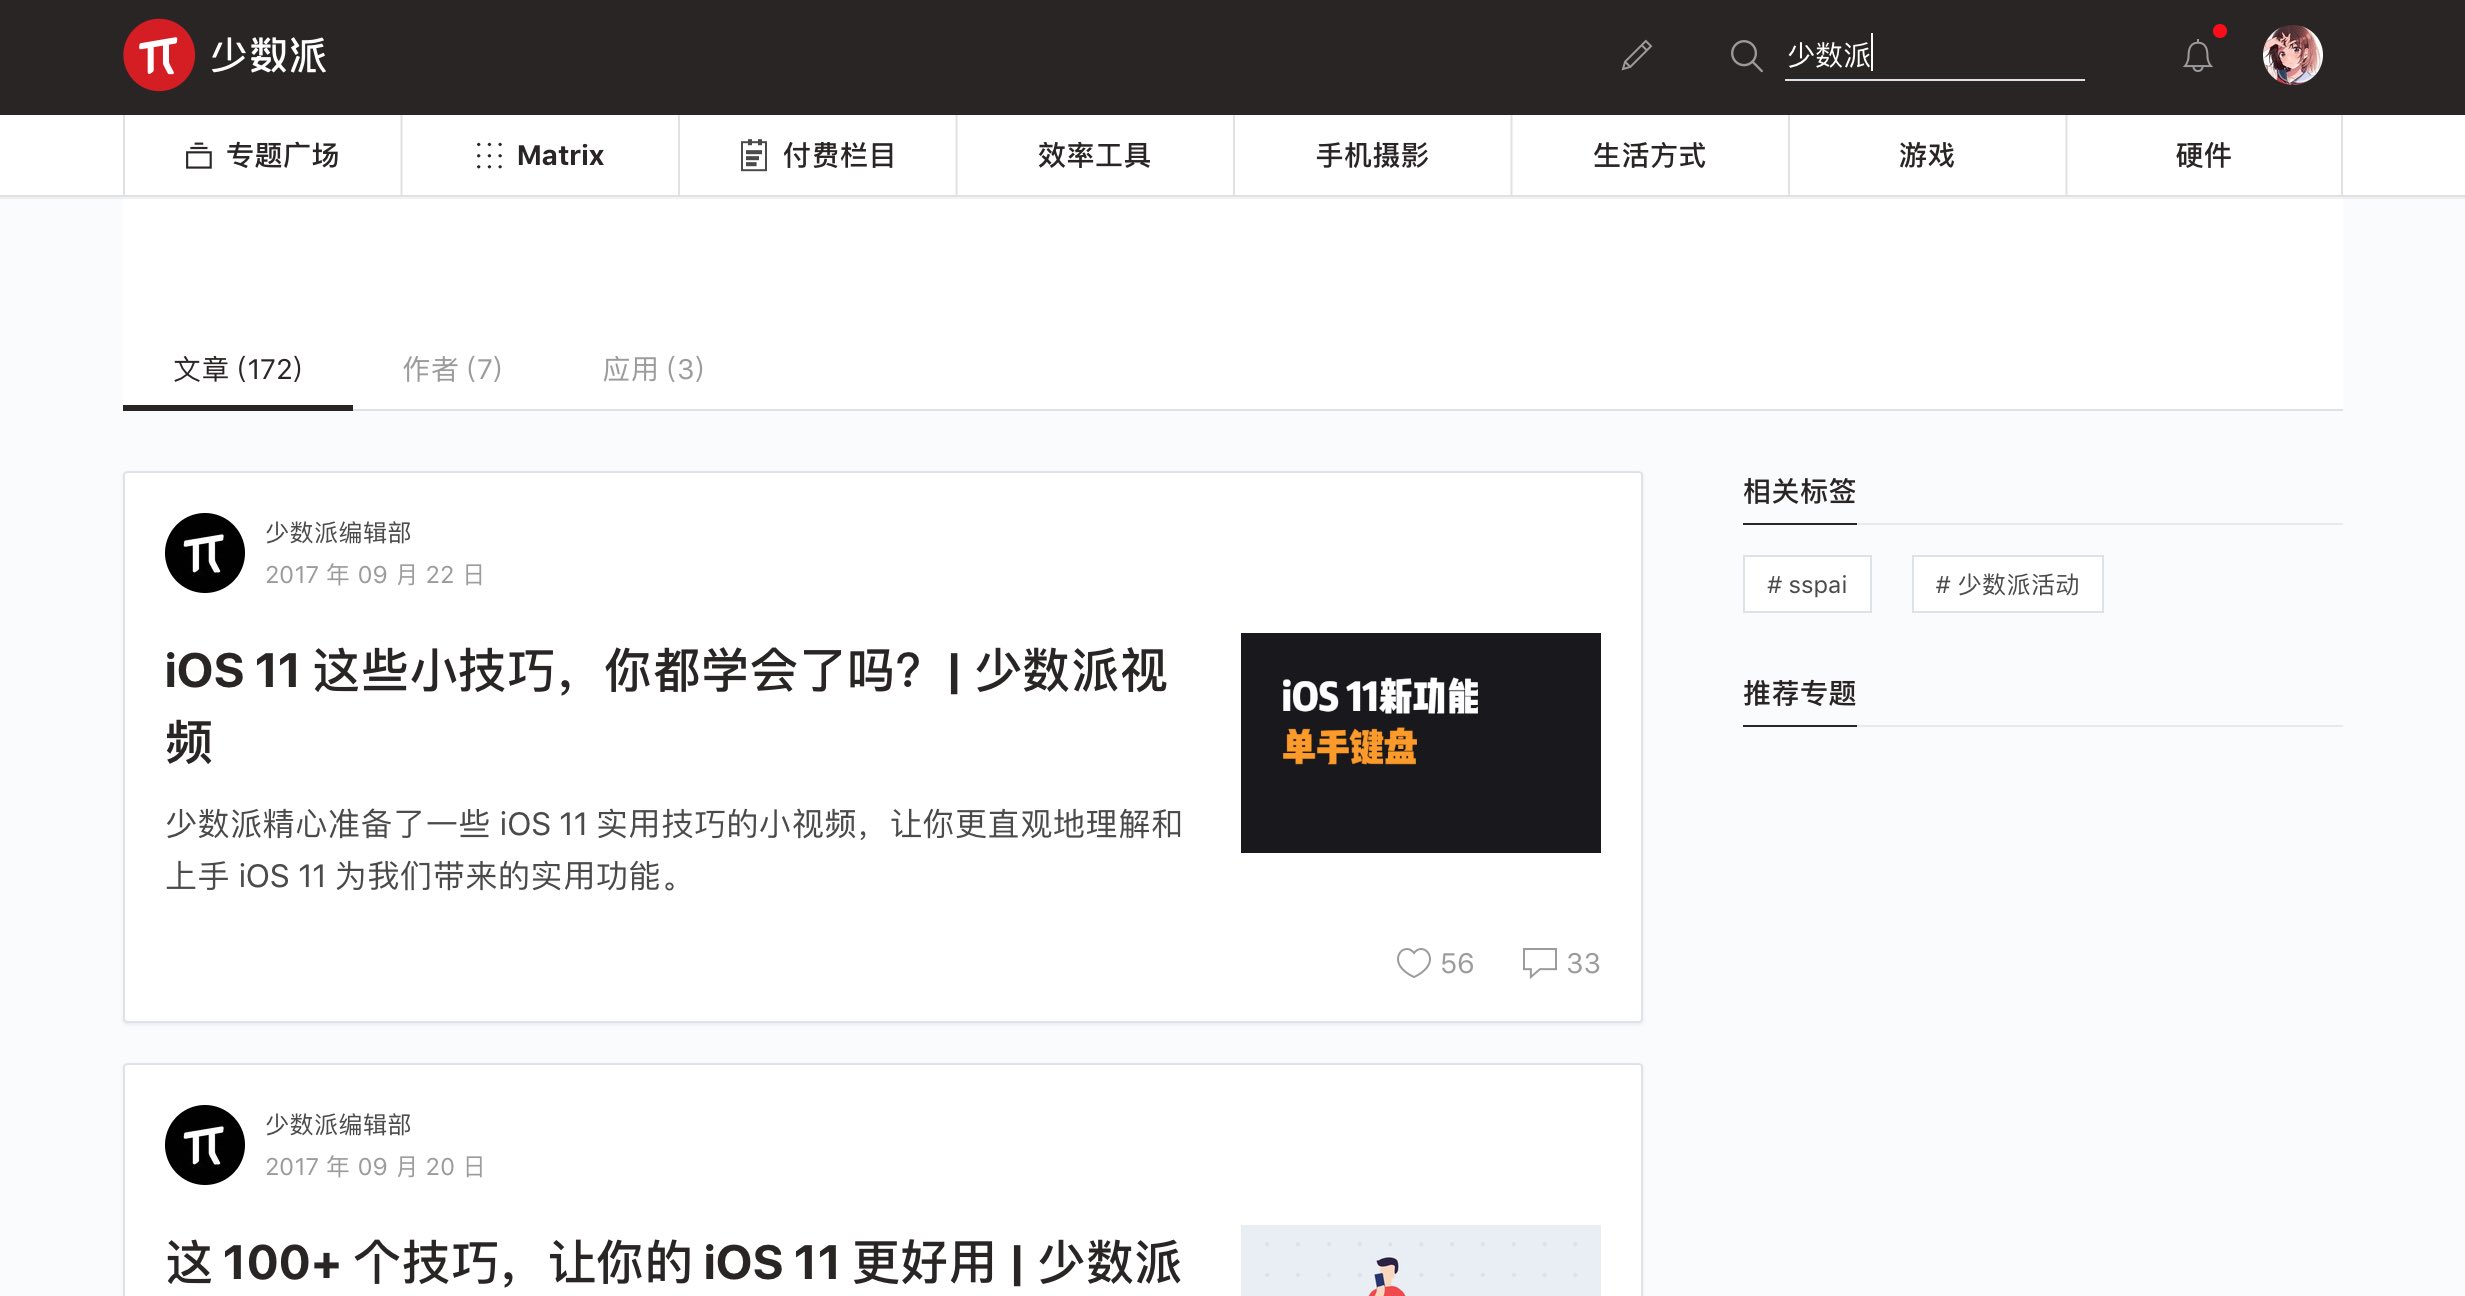 少数派
少数派
专题广场
Matrix
付费栏目
效率工具
手机摄影
生活方式
游戏
硬件
文章 (172)
作者 (7)
应用 (3)
少数派编辑部
2017 年 09 月 22 日
iOS 11 这些小技巧，你都学会了吗？| 少数派视
频
少数派精心准备了一些 iOS 11 实用技巧的小视频，让你更直观地理解和
上手 iOS 11 为我们带来的实用功能。
iOS 11新功能
单手键盘
56
33
相关标签
# sspai
# 少数派活动
推荐专题
少数派编辑部
2017 年 09 月 20 日
这 100+ 个技巧，让你的 iOS 11 更好用 | 少数派